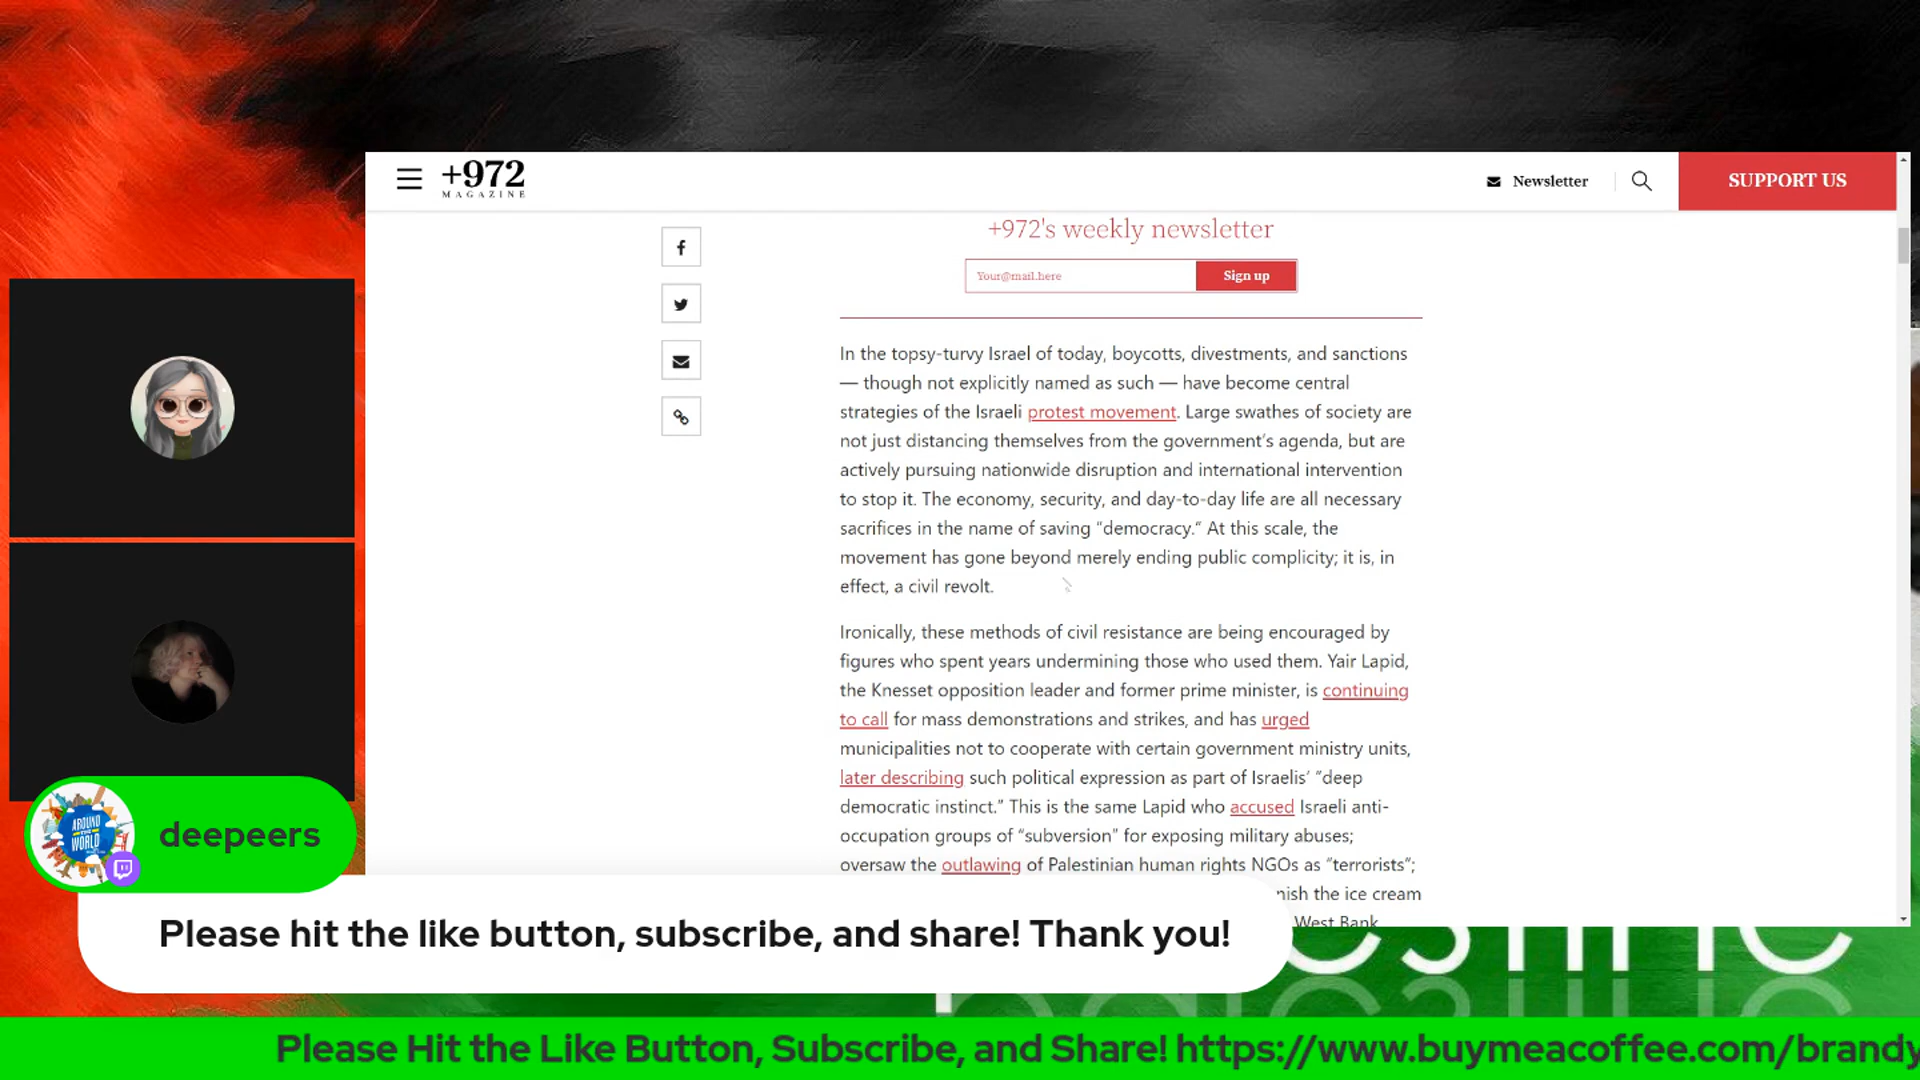 +972
MAGAZINE
Newsletter
SUPPORT US
+972's weekly newsletter
Your@mail.here
Sign up
In the topsy-turvy Israel of today, boycotts, divestments, and sanctions
— though not explicitly named as such — have become central
strategies of the Israeli protest movement. Large swathes of society are
not just distancing themselves from the government's agenda, but are
actively pursuing nationwide disruption and international intervention
to stop it. The economy, security, and day-to-day life are all necessary
sacrifices in the name of saving “democracy.” At this scale, the
movement has gone beyond merely ending public complicity; it is, in
effect, a civil revolt.
Ironically, these methods of civil resistance are being encouraged by
figures who spent years undermining those who used them. Yair Lapid,
the Knesset opposition leader and former prime minister, is continuing
to call for mass demonstrations and strikes, and has urged
municipalities not to cooperate with certain government ministry units,
later describing such political expression as part of Israelis' “deep
democratic instinct.” This is the same Lapid who accused Israeli anti-
occupation groups of “subversion” for exposing military abuses;
oversaw the outlawing of Palestinian human rights NGOs as “terrorists”;
nish the ice cream
West Bank
AROUND
THE
WORLD
deepeers
Please hit the like button, subscribe, and share! Thank you!
Please Hit the Like Button, Subscribe, and Share! https://www.buymeacoffee.com/brandy